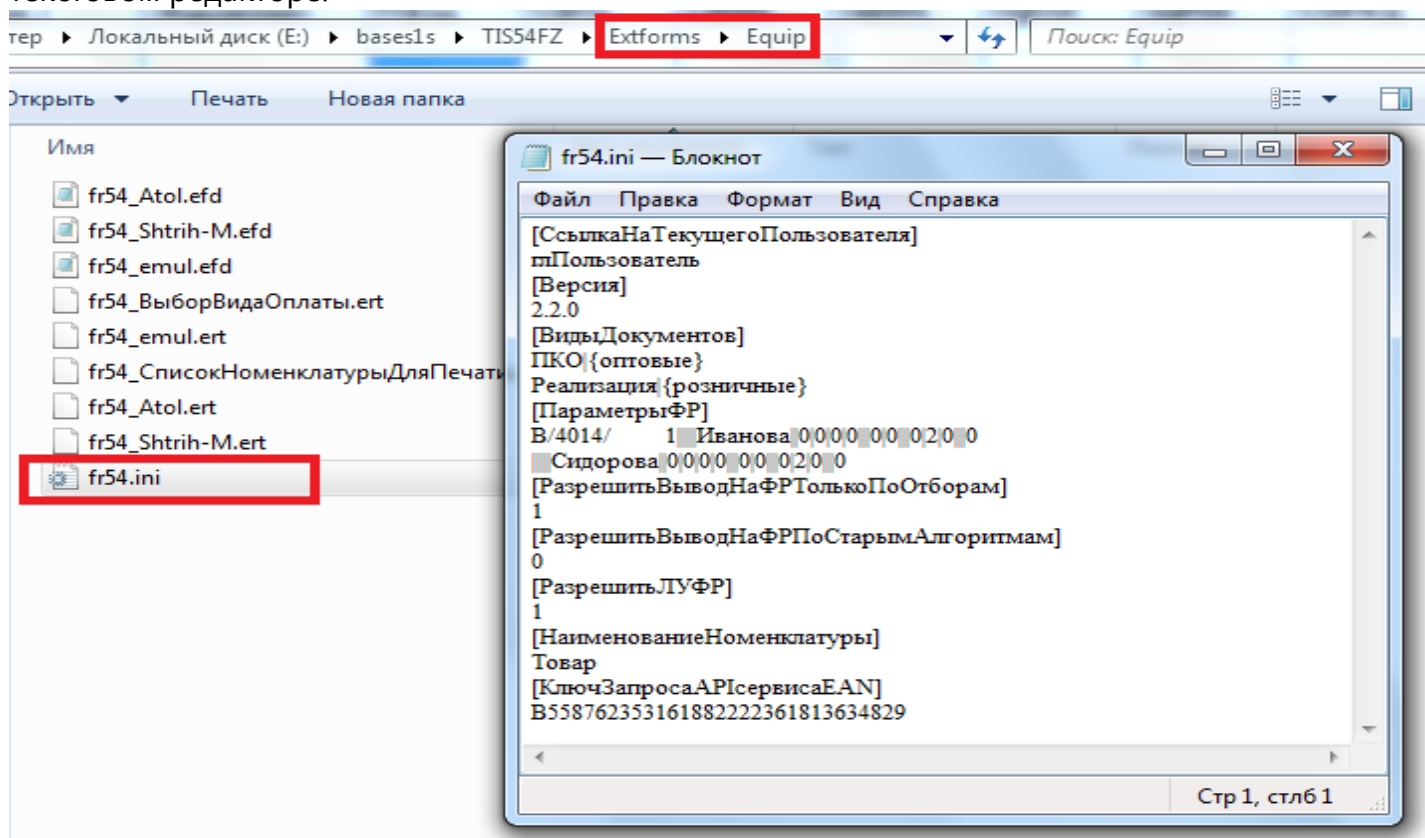 текстовом редакторе.
тер ▸ Локальный диск (E:) ▸ bases1s ▸ TIS54FZ ▸ Extforms ▸ Equip
Поиск: Equip
Открыть Печать Новая папка
Имя
fr54_Atol.efd
fr54_Shtrih-M.efd
fr54_emul.efd
fr54_ВыборВидаОплаты.ert
fr54_emul.ert
fr54_СписокНоменклатурыДляПечати
fr54_Atol.ert
fr54_Shtrih-M.ert
fr54.ini
fr54.ini — Блокнот
Файл Правка Формат Вид Справка
[СсылкаНаТекущегоПользователя]
глПользователь
[Версия]
2.2.0
[ВидыДокументов]
ПКО|{оптовые}
Реализация|{розничные}
[ПараметрыФР]
В/4014/ 1||Иванова|0|0|0|0||0|0||0|2|0||0
||Сидорова|0|0|0|0||0|0||0|2|0||0
[РазрешитьВыводНаФРТолькоПоОтборам]
1
[РазрешитьВыводНаФРПоСтарымАлгоритмам]
0
[РазрешитьЛУФР]
1
[НаименованиеНоменклатуры]
Товар
[КлючЗапросаAPIсервисаEAN]
B55876235316188222236181363482​9
Стр 1, стлб 1